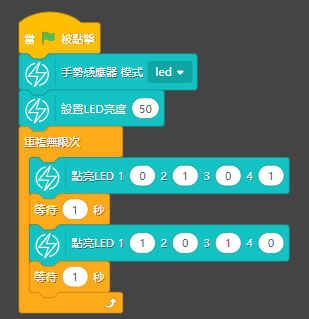 當 被點擊
手勢感應器 模式 led
設置LED亮度 50
重複無限次
點亮LED 1 0 2 1 3 0 4 1
等待 1 秒
點亮LED 1 1 2 0 3 1 4 0
等待 1 秒